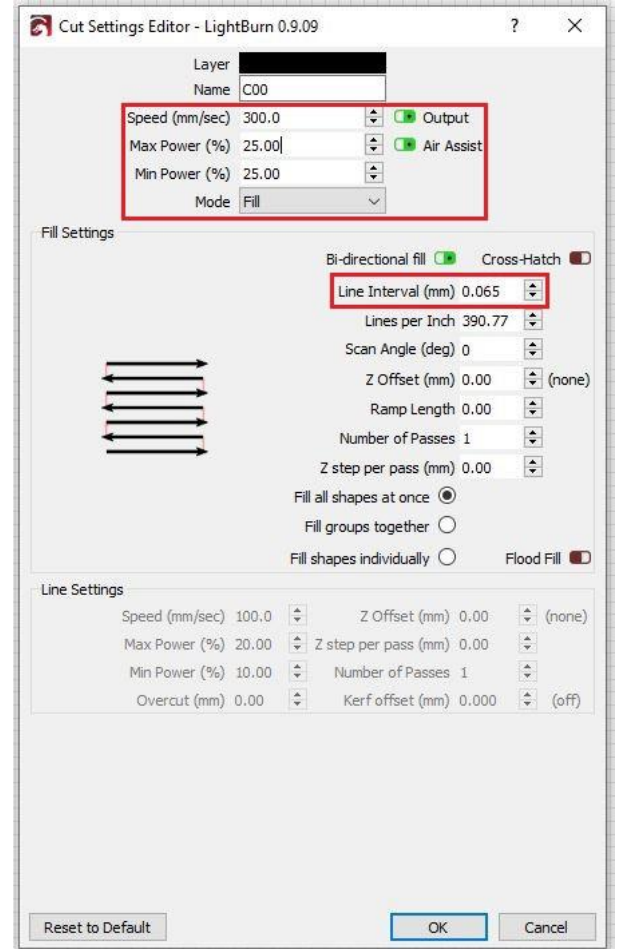 Cut Settings Editor - LightBurn 0.9.09 ?
Layer
Name C00
Speed (mm/sec) 300.0 Output
Max Power (%) 25.00 Air Assist
Min Power (%) 25.00
Mode Fill
Fill Settings
Bi-directional fill Cross-Hatch
Line Interval (mm) 0.065
Lines per Inch 390.77
Scan Angle (deg) 0
Z Offset (mm) 0.00 (none)
Ramp Length 0.00
Number of Passes 1
Z step per pass (mm) 0.00
Fill all shapes at once
Fill groups together
Fill shapes individually Flood Fill
Line Settings
Speed (mm/sec) 100.0 Z Offset (mm) 0.00 (none)
Max Power (%) 20.00 Z step per pass (mm) 0.00
Min Power (%) 10.00 Number of Passes 1
Overcut (mm) 0.00 Kerf offset (mm) 0.000 (off)
Reset to Default OK Cancel